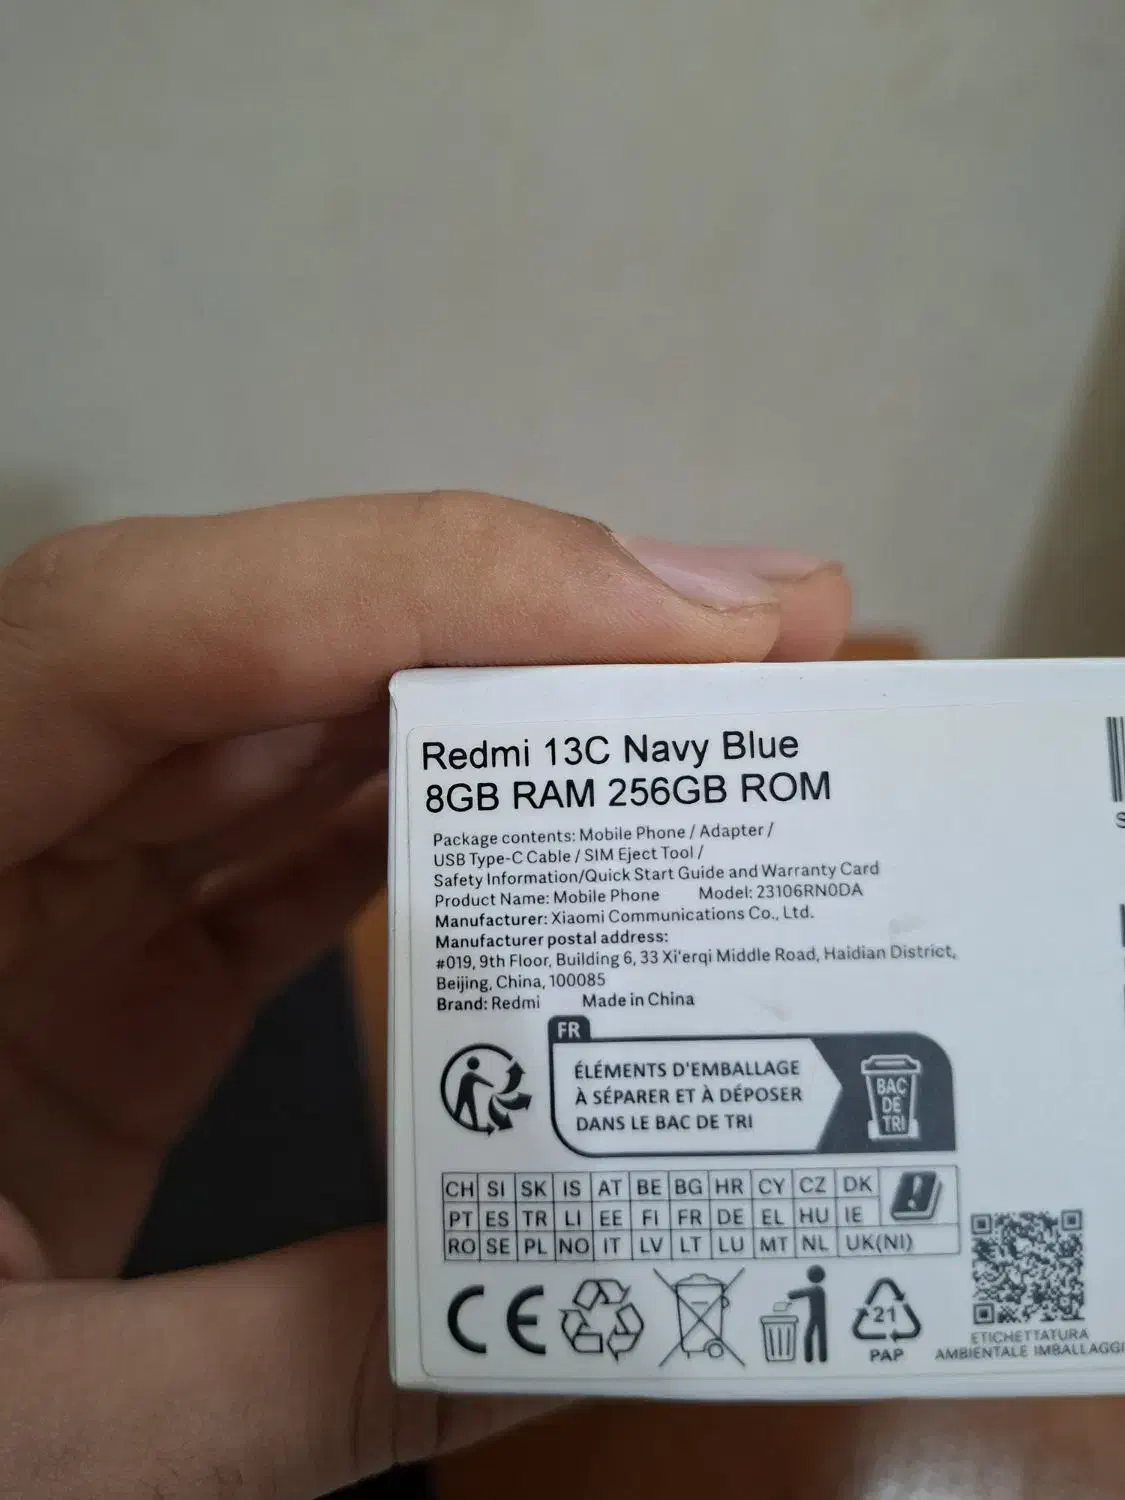 Redmi 13C Navy Blue
8GB RAM 256GB ROM
Package contents: Mobile Phone / Adapter /
USB Type-C Cable / SIM Eject Tool /
Safety Information/Quick Start Guide and Warranty Card
Product Name: Mobile Phone Model: 23106RN0DA
Manufacturer: Xiaomi Communications Co., Ltd.
Manufacturer postal address:
#019, 9th Floor, Building 6, 33 Xi'erqi Middle Road, Haidian District,
Beijing, China, 100085
Brand: Redmi Made in China
FR
ÉLÉMENTS D'EMBALLAGE
À SÉPARER ET À DÉPOSER
DANS LE BAC DE TRI
BAC
DE
TRI
CH SI SK IS AT BE BG HR CY CZ DK
PT ES TR LI EE FI FR DE EL HU IE
RO SE PL NO IT LV LT LU MT NL UK(NI)
CE
21
PAP
ETICHETTATURA
AMBIENTALE IMBALLAGGI